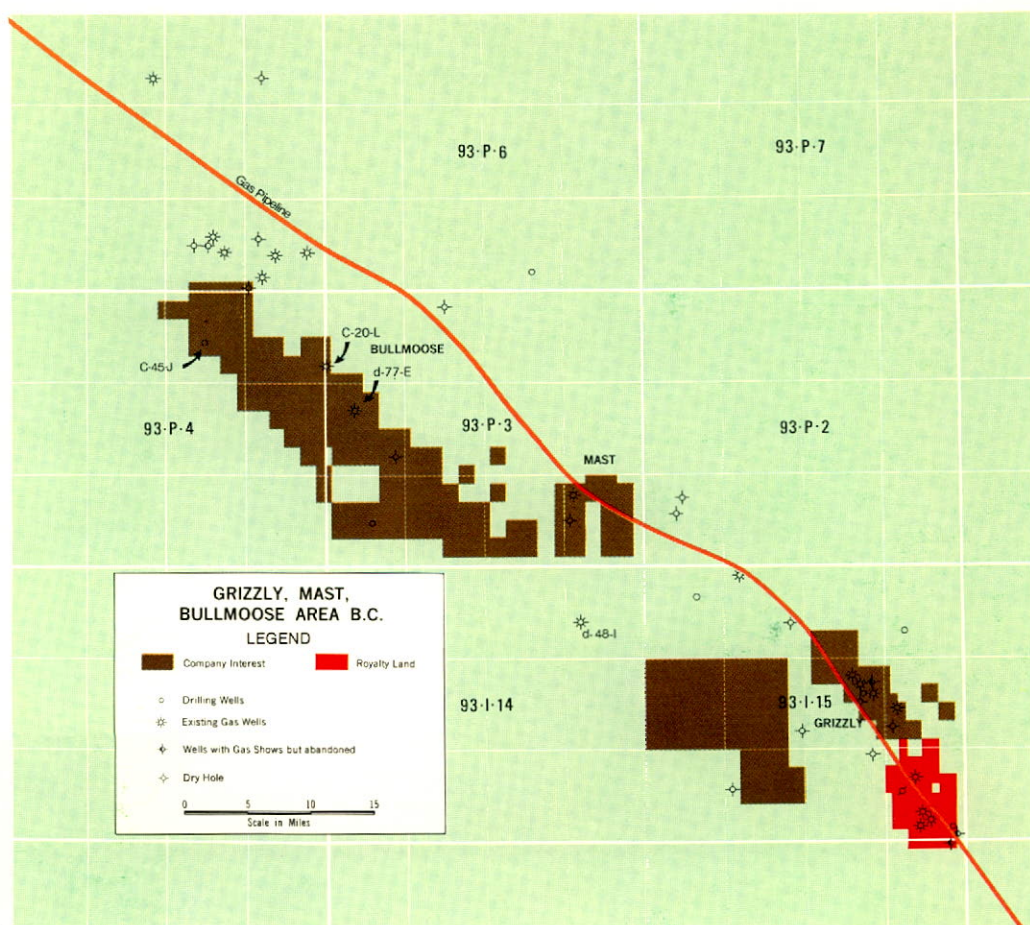 93·P·6
93·P·7
Gas Pipeline
C-20-L
BULLMOOSE
C-45-J
d-77-E
93·P·4
93·P·3
93·P·2
MAST
GRIZZLY, MAST,
BULLMOOSE AREA B.C.
LEGEND
Company Interest
Royalty Land
Drilling Wells
Existing Gas Wells
Wells with Gas Shows but abandoned
Dry Hole
0 5 10 15
Scale in Miles
d-48-I
93·I·14
93·I·15
GRIZZLY